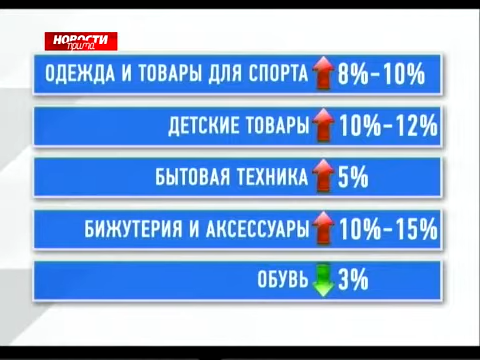 НОВОСТИ
прима
ОДЕЖДА И ТОВАРЫ ДЛЯ СПОРТА 8%-10%
ДЕТСКИЕ ТОВАРЫ 10%-12%
БЫТОВАЯ ТЕХНИКА 5%
БИЖУТЕРИЯ И АКСЕССУАРЫ 10%-15%
ОБУВЬ 3%